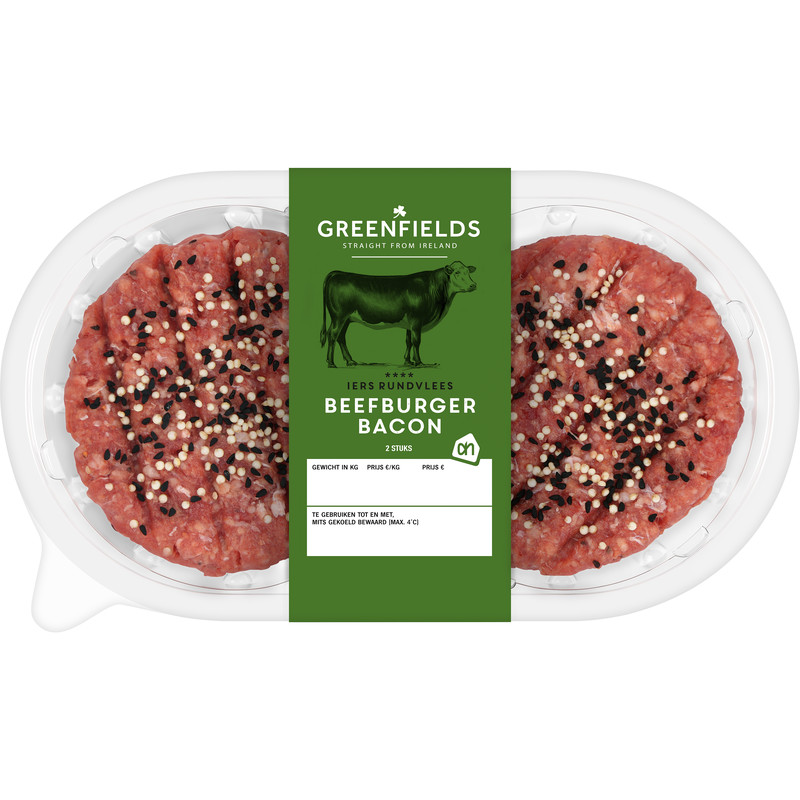 GREENFIELDS
STRAIGHT FROM IRELAND
****
IERS RUNDVLEES
BEEFBURGER
BACON
2 STUKS
ah
GEWICHT IN KG PRIJS €/KG PRIJS €
TE GEBRUIKEN TOT EN MET,
MITS GEKOELD BEWAARD (MAX. 4°C)